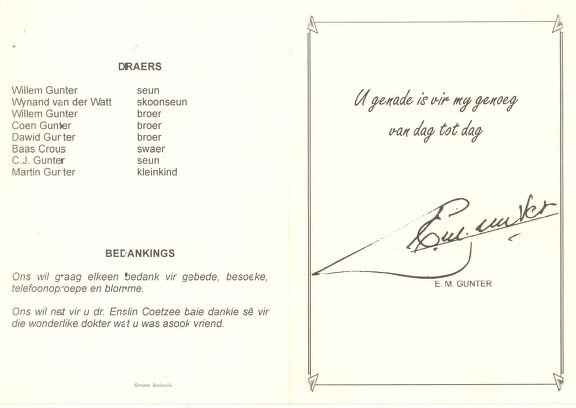 DRAERS
Willem Gunter seun
Wynand van der Watt skoonseun
Willem Gunter broer
Coen Gunter broer
Dawid Gunter broer
Baas Crous swaer
C.J. Gunter seun
Martin Gunter kleinkind
BEDANKINGS
Ons wil graag elkeen bedank vir gebede, besoeke,
telefoonoproepe en blomme.
Ons wil net vir u dr. Enslin Coetzee baie dankie sê vir
die wonderlike dokter wat u was asook vriend.
U genade is vir my genoeg
van dag tot dag
E. M. GUNTER